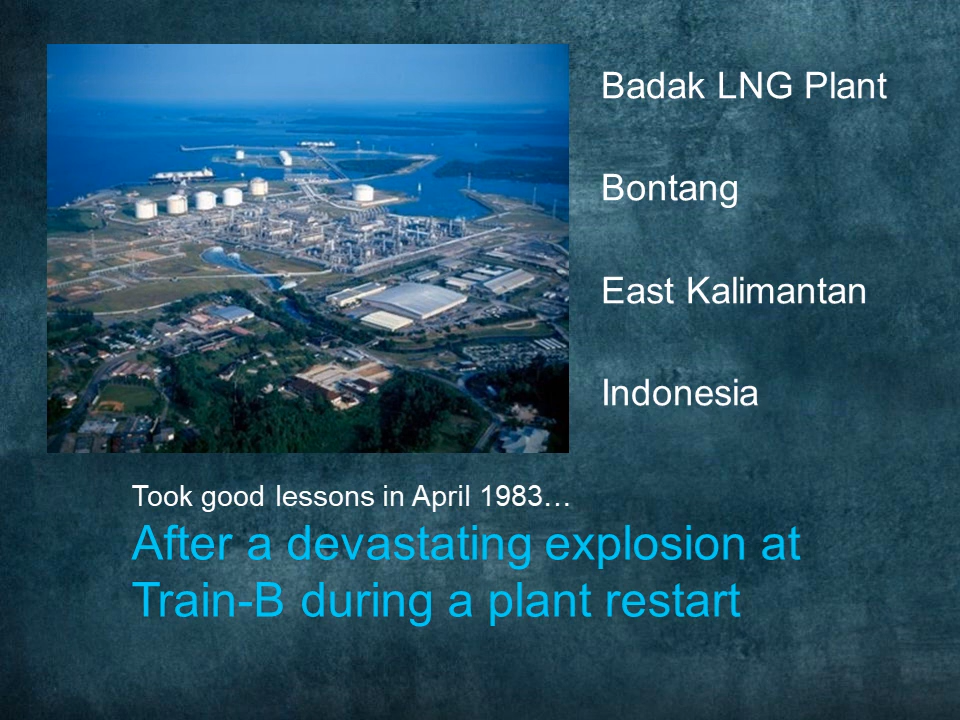 Badak LNG Plant
Bontang
East Kalimantan
Indonesia
Took good lessons in April 1983…
After a devastating explosion at
Train-B during a plant restart